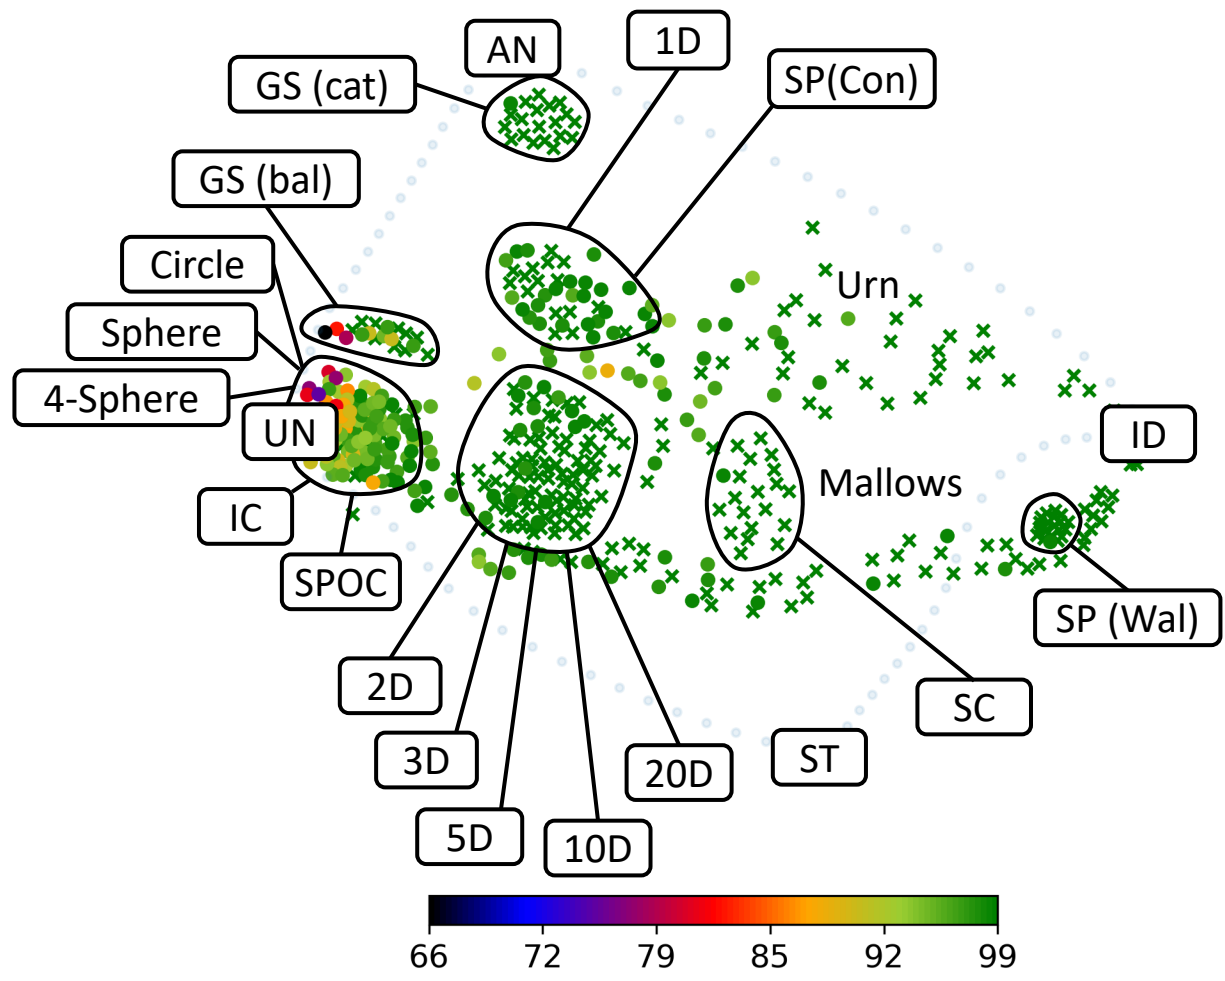 AN
1D
GS (cat)
SP(Con)
GS (bal)
Circle
Urn
Sphere
4-Sphere
UN
ID
Mallows
IC
SPOC
SP (Wal)
2D
SC
3D
20D
ST
5D
10D
66 72 79 85 92 99